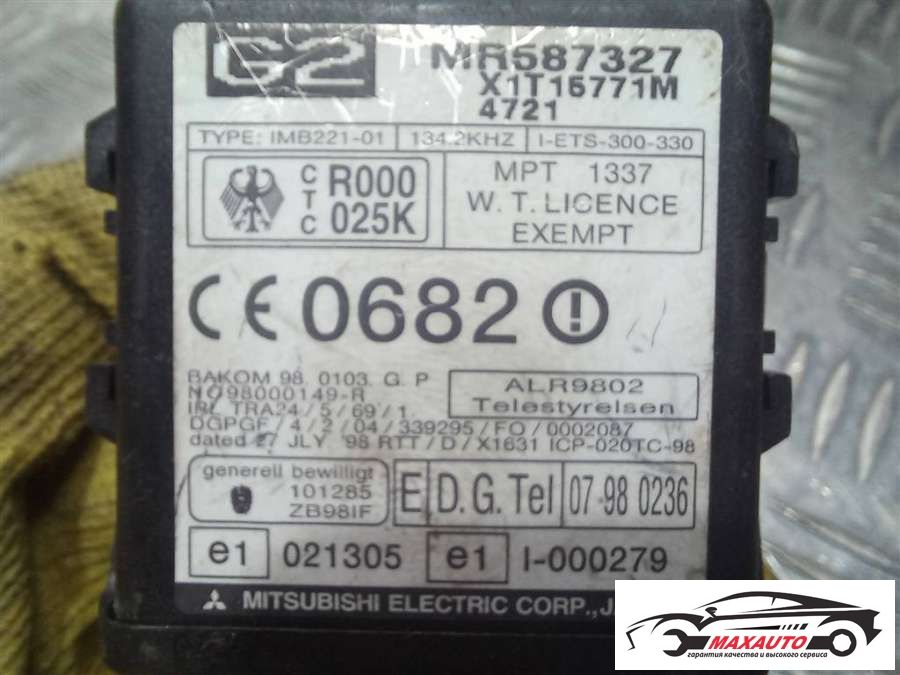 G2
MR587327
X1T15771M
4721
TYPE: IMB221-01 134.2KHZ I-ETS-300-330
CTC R000
025K
MPT 1337
W. T. LICENCE
EXEMPT
CE 0682
BAKOM 98. 0103. G. P
NO98000149-R
IRL TRA24/5/69/1.
DGPGF/4/2/04/339295/FO/0002087
dated 27 JLY '98 RTT/D/X1631 ICP-020TC-98
ALR9802
Telestyrelsen
generell bewilligt
101285
ZB98IF
E D.G.Tel 07-98 0236
e1 021305 e1 I-000279
MITSUBISHI ELECTRIC CORP.,
MAXAUTO
гарантия качества и высокого сервиса